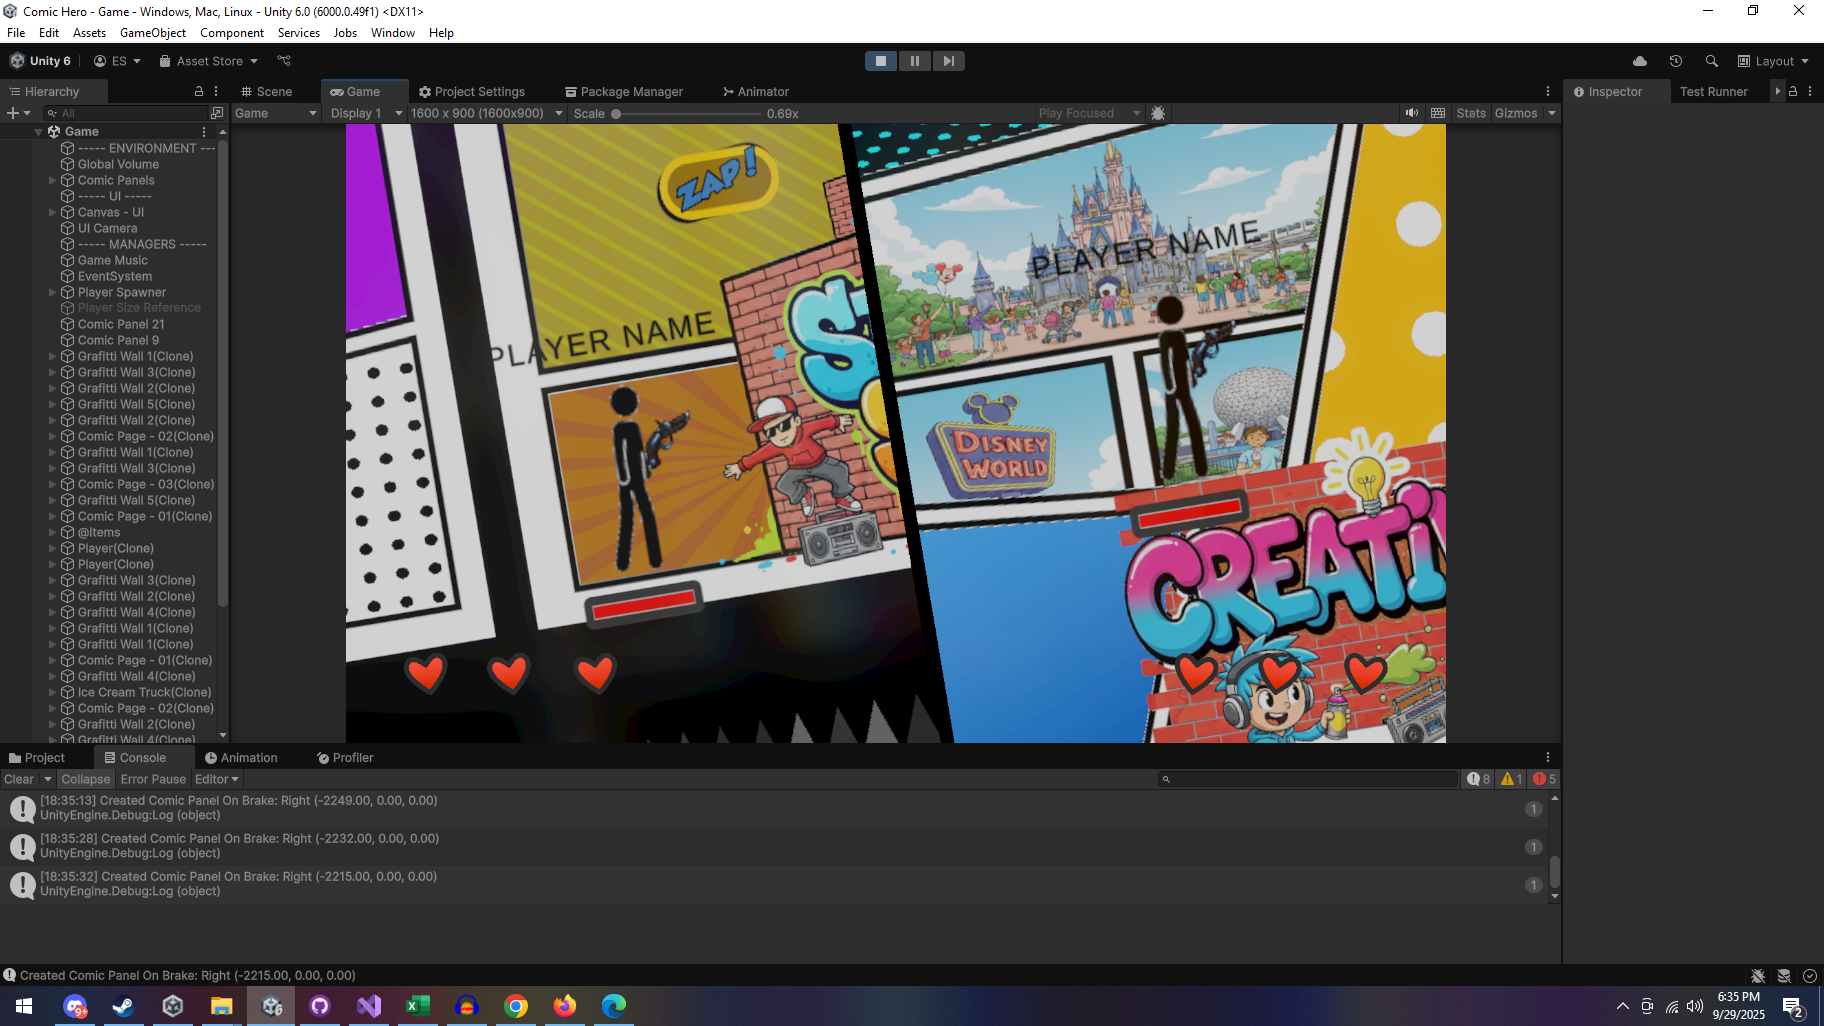 Comic Hero - Game - Windows, Mac, Linux - Unity 6.0 (6000.0.49f1) <DX11>
File Edit Assets GameObject Component Services Jobs Window Help
Unity 6 ES Asset Store Layout
Hierarchy Scene Game Project Settings Package Manager Animator Inspector Test Runner
All Game Display 1 1600 x 900 (1600x900) Scale 0.69x Play Focused Stats Gizmos
Game
----- ENVIRONMENT ---
Global Volume
Comic Panels
----- UI -----
Canvas - UI
UI Camera
----- MANAGERS -----
Game Music
EventSystem
Player Spawner
Player Size Reference
Comic Panel 21
Comic Panel 9
Grafitti Wall 1(Clone)
Grafitti Wall 3(Clone)
Grafitti Wall 2(Clone)
Grafitti Wall 5(Clone)
Grafitti Wall 2(Clone)
Comic Page - 02(Clone)
Grafitti Wall 1(Clone)
Grafitti Wall 3(Clone)
Comic Page - 03(Clone)
Grafitti Wall 5(Clone)
Comic Page - 01(Clone)
@Items
Player(Clone)
Player(Clone)
Grafitti Wall 3(Clone)
Grafitti Wall 2(Clone)
Grafitti Wall 4(Clone)
Grafitti Wall 1(Clone)
Grafitti Wall 1(Clone)
Comic Page - 01(Clone)
Grafitti Wall 4(Clone)
Ice Cream Truck(Clone)
Comic Page - 02(Clone)
Grafitti Wall 2(Clone)
Grafitti Wall 4(Clone)
ZAP!
PLAYER NAME
PLAYER NAME
DISNEY
WORLD
CREATI
Project Console Animation Profiler
Clear Collapse Error Pause Editor 8 1 5
[18:35:13] Created Comic Panel On Brake: Right (-2249.00, 0.00, 0.00)
UnityEngine.Debug:Log (object)
1
[18:35:28] Created Comic Panel On Brake: Right (-2232.00, 0.00, 0.00)
UnityEngine.Debug:Log (object)
1
[18:35:32] Created Comic Panel On Brake: Right (-2215.00, 0.00, 0.00)
UnityEngine.Debug:Log (object)
1
Created Comic Panel On Brake: Right (-2215.00, 0.00, 0.00)
9+
6
6:35 PM
9/29/2025
2